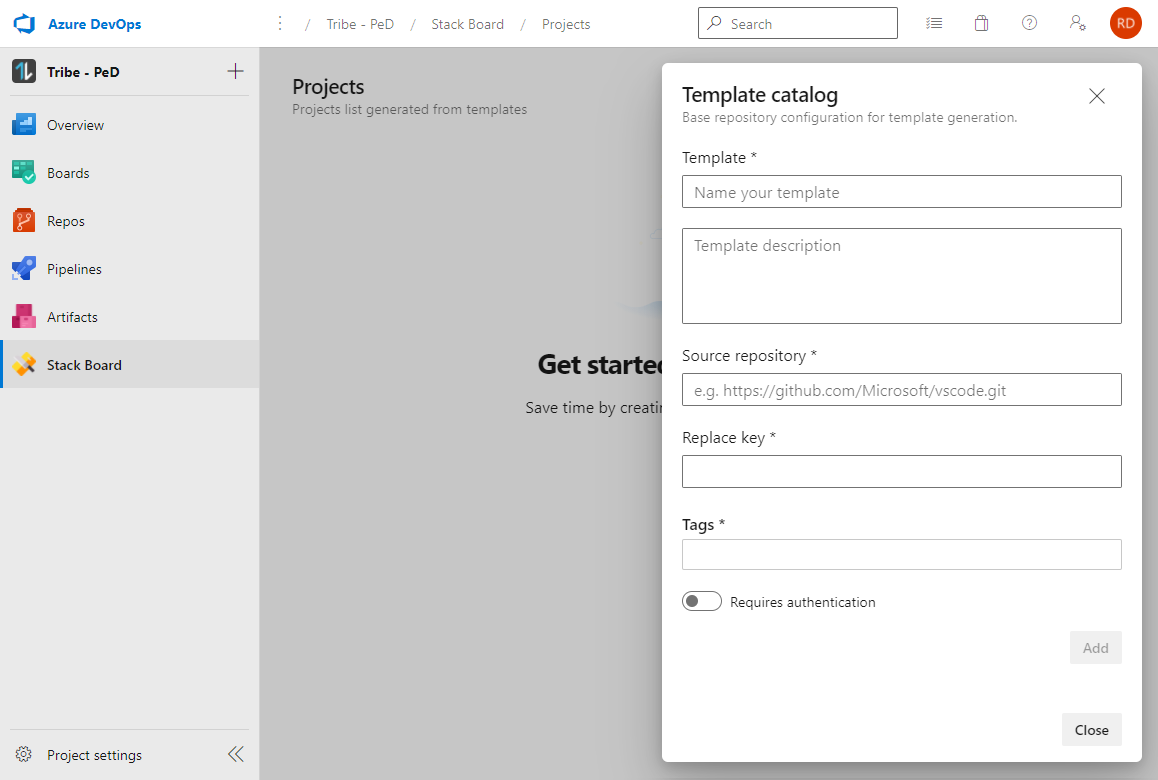 Azure DevOps
/ Tribe - PeD / Stack Board / Projects
Search
RD
Tribe - PeD
Overview
Boards
Repos
Pipelines
Artifacts
Stack Board
Project settings
Projects
Projects list generated from templates
Get started
Save time by
Template catalog
Base repository configuration for template generation.
Template *
Name your template
Template description
Source repository *
e.g. https://github.com/Microsoft/vscode.git
Replace key *
Tags *
Requires authentication
Add
Close